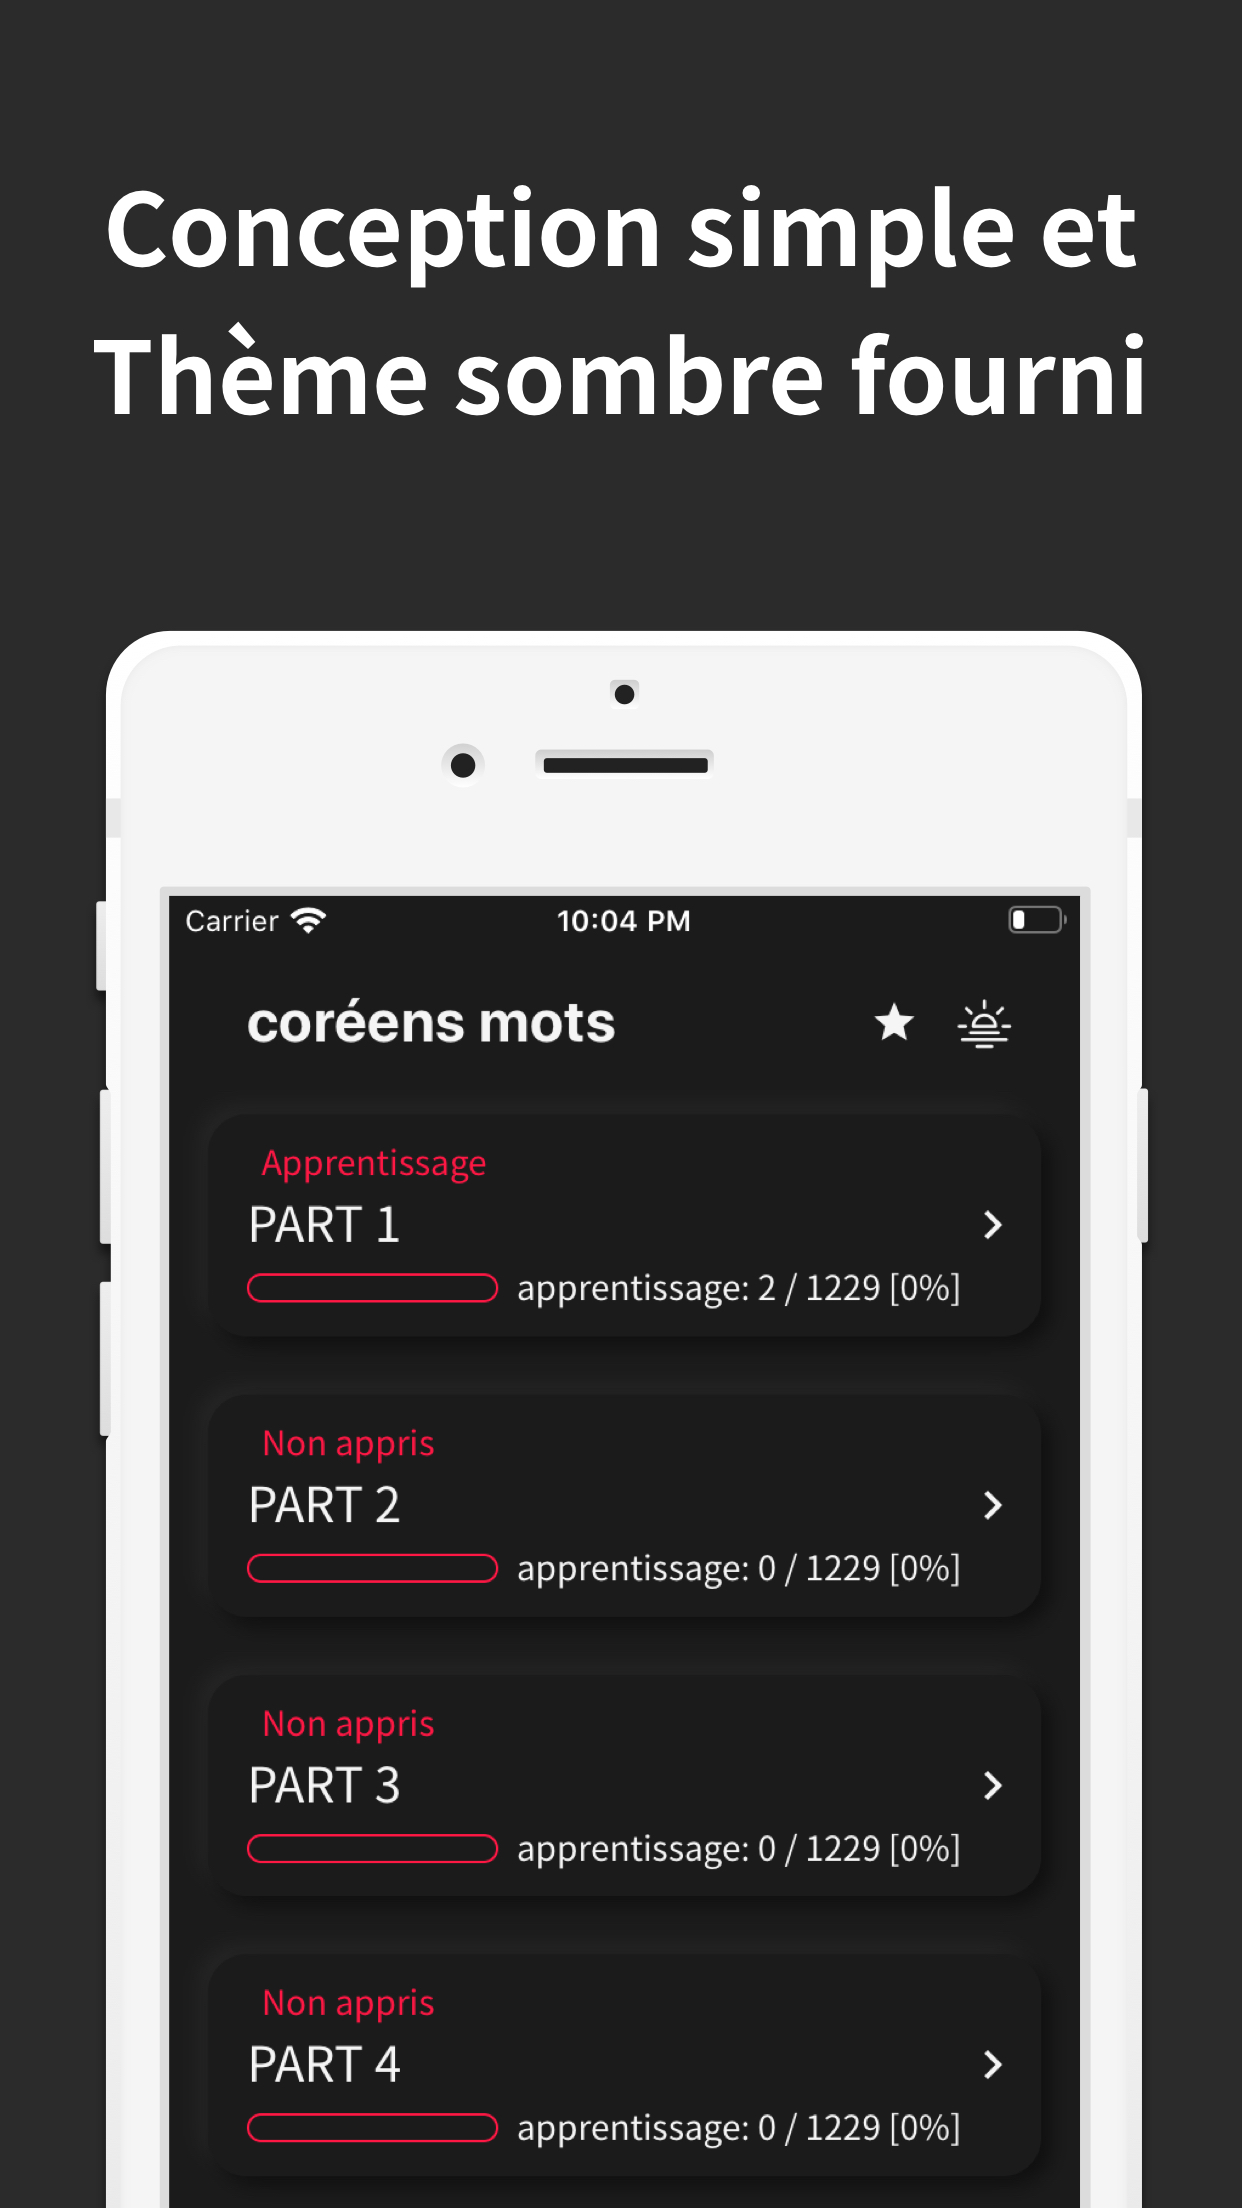 Conception simple et
Thème sombre fourni
Carrier 10:04 PM
coréens mots
Apprentissage
PART 1
apprentissage: 2 / 1229 [0%]
Non appris
PART 2
apprentissage: 0 / 1229 [0%]
Non appris
PART 3
apprentissage: 0 / 1229 [0%]
Non appris
PART 4
apprentissage: 0 / 1229 [0%]